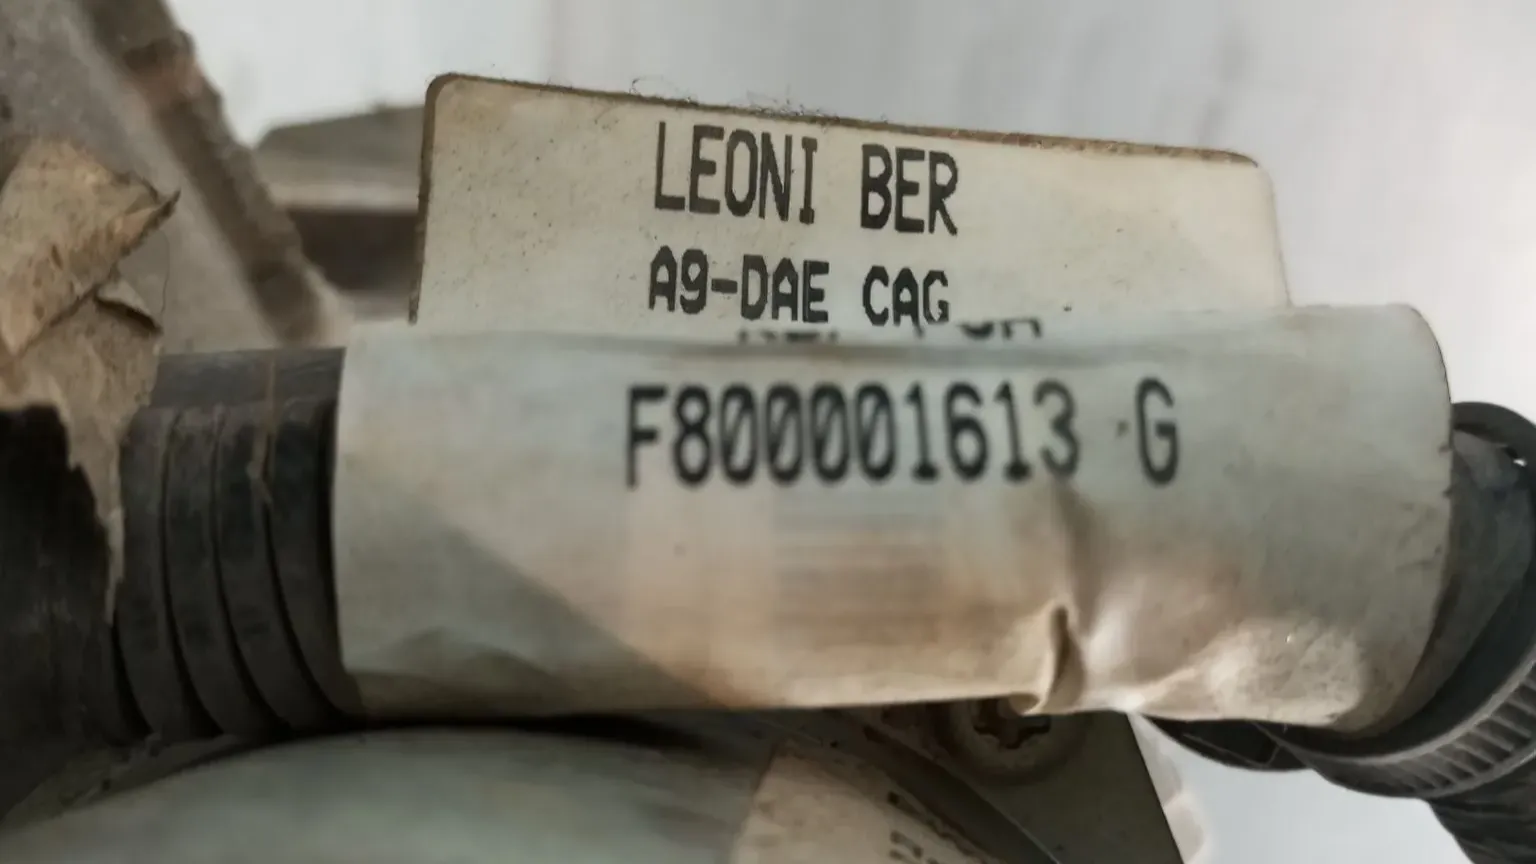 LEONI BER
A9-DAE CAG
F800001613 G